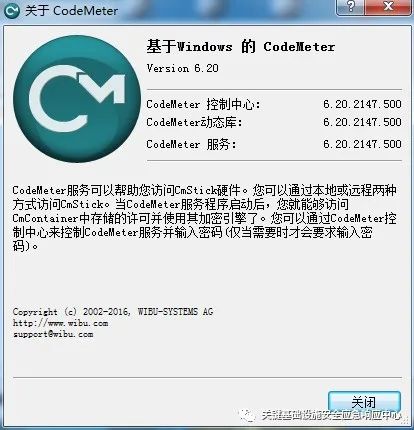 关于 CodeMeter
基于Windows 的 CodeMeter
Version 6.20
CodeMeter 控制中心: 6.20.2147.500
CodeMeter动态库: 6.20.2147.500
CodeMeter 服务: 6.20.2147.500
CodeMeter服务可以帮助您访问CmStick硬件。您可以通过本地或远程两种
方式访问CmStick。当CodeMeter服务程序启动后，您就能够访问
CmContainer中存储的许可并使用其加密引擎了。您可以通过CodeMeter控
制中心来控制CodeMeter服务并输入密码(仅当需要时才会要求输入密
码)。
Copyright (c) 2002-2016, WIBU-SYSTEMS AG
http://www.wibu.com
support@wibu.com
关闭
关键基础设施安全应急响应中心